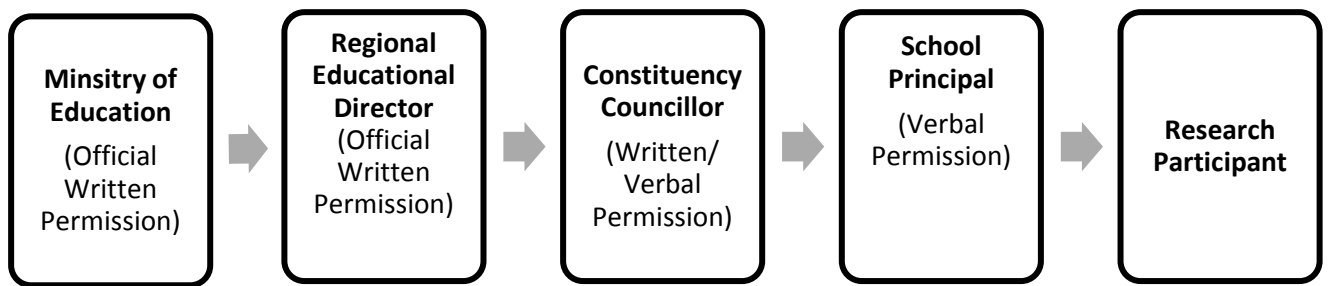 Minsitry of
Education
(Official
Written
Permission)
Regional
Educational
Director
(Official
Written
Permission)
Constituency
Councillor
(Written/
Verbal
Permission)
School
Principal
(Verbal
Permission)
Research
Participant